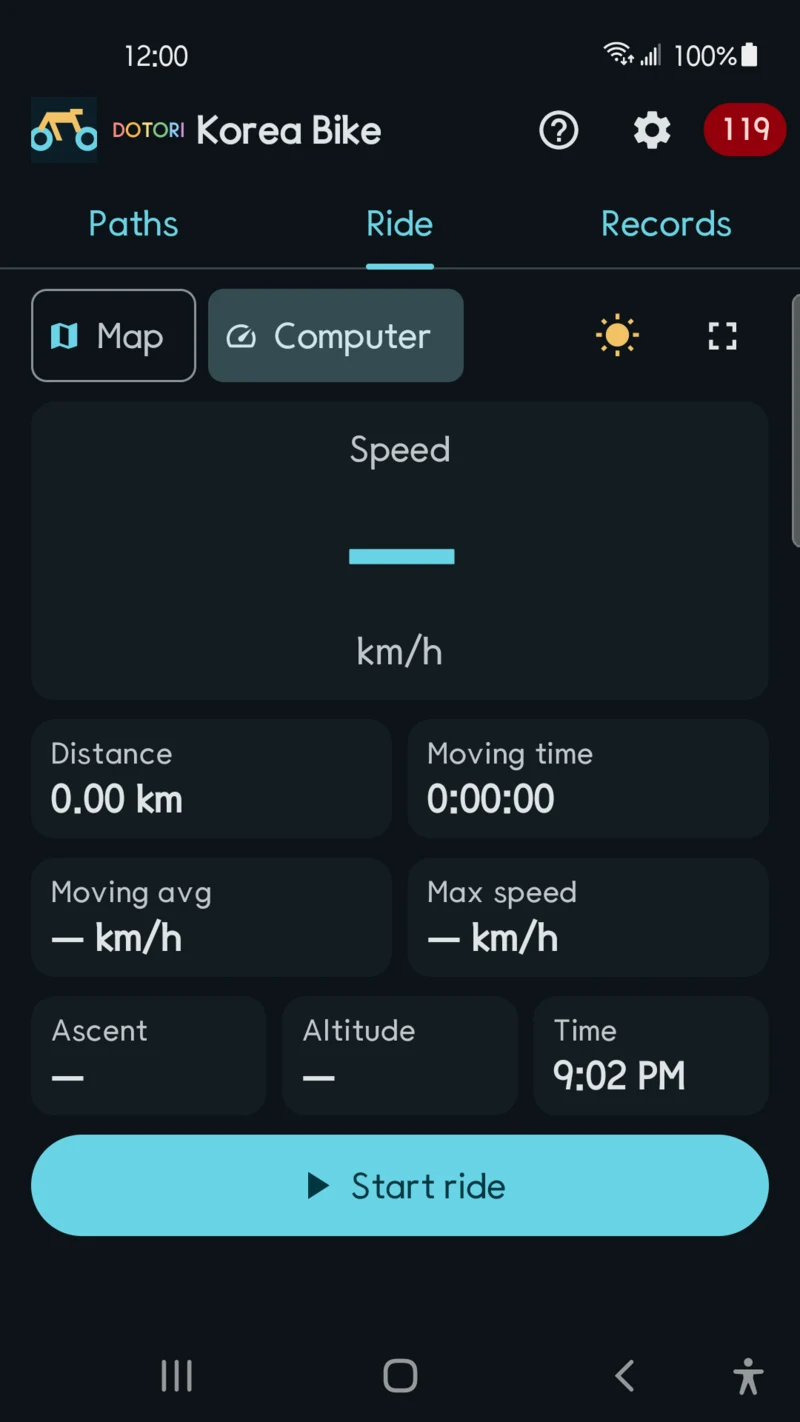 12:00 100%
DOTORI Korea Bike 119
Paths Ride Records
Map Computer
Speed
—
km/h
Distance Moving time
0.00 km 0:00:00
Moving avg Max speed
— km/h — km/h
Ascent Altitude Time
— — 9:02 PM
Start ride